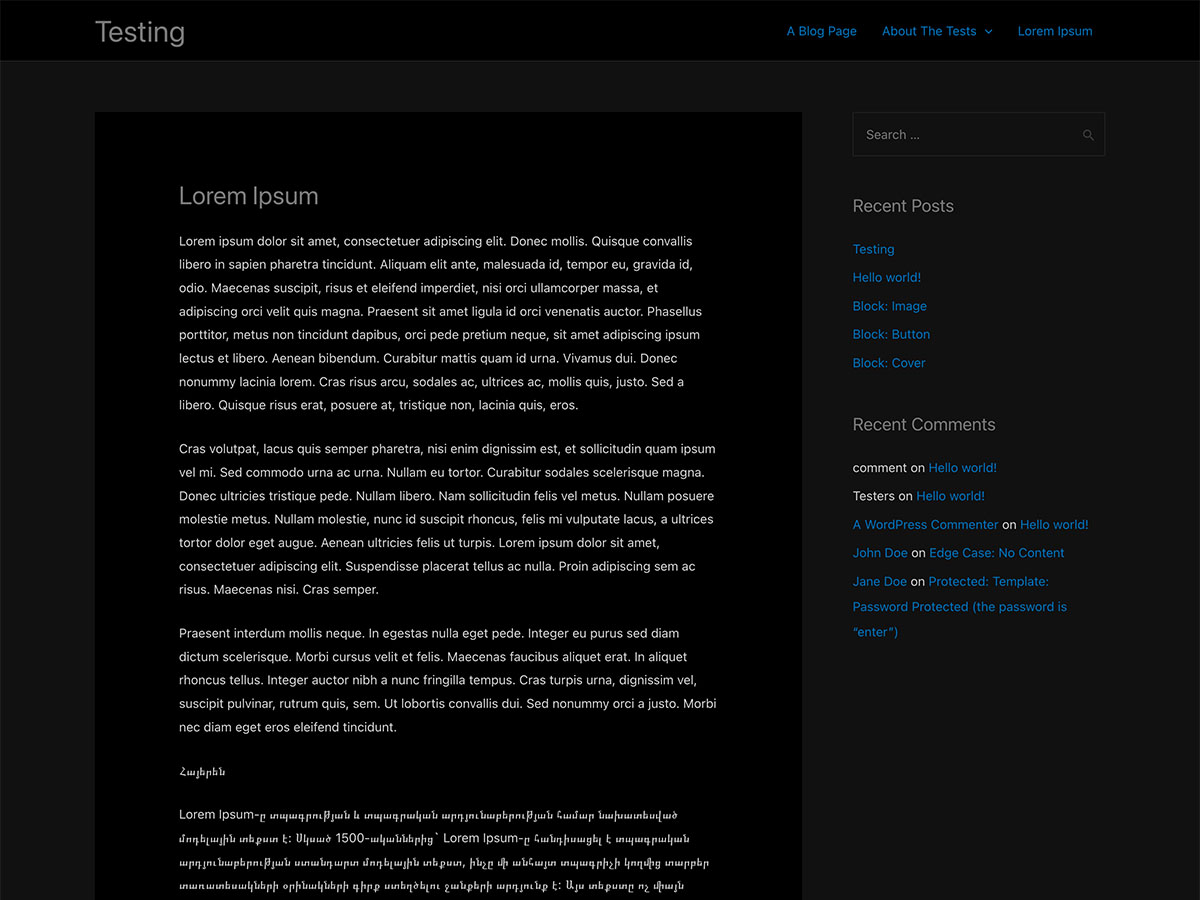 Testing
A Blog Page
About The Tests
Lorem Ipsum
Lorem Ipsum
Lorem ipsum dolor sit amet, consectetuer adipiscing elit. Donec mollis. Quisque convallis
libero in sapien pharetra tincidunt. Aliquam elit ante, malesuada id, tempor eu, gravida id,
odio. Maecenas suscipit, risus et eleifend imperdiet, nisi orci ullamcorper massa, et
adipiscing orci velit quis magna. Praesent sit amet ligula id orci venenatis auctor. Phasellus
porttitor, metus non tincidunt dapibus, orci pede pretium neque, sit amet adipiscing ipsum
lectus et libero. Aenean bibendum. Curabitur mattis quam id urna. Vivamus dui. Donec
nonummy lacinia lorem. Cras risus arcu, sodales ac, ultrices ac, mollis quis, justo. Sed a
libero. Quisque risus erat, posuere at, tristique non, lacinia quis, eros.
Cras volutpat, lacus quis semper pharetra, nisi enim dignissim est, et sollicitudin quam ipsum
vel mi. Sed commodo urna ac urna. Nullam eu tortor. Curabitur sodales scelerisque magna.
Donec ultricies tristique pede. Nullam libero. Nam sollicitudin felis vel metus. Nullam posuere
molestie metus. Nullam molestie, nunc id suscipit rhoncus, felis mi vulputate lacus, a ultrices
tortor dolor eget augue. Aenean ultricies felis ut turpis. Lorem ipsum dolor sit amet,
consectetuer adipiscing elit. Suspendisse placerat tellus ac nulla. Proin adipiscing sem ac
risus. Maecenas nisi. Cras semper.
Praesent interdum mollis neque. In egestas nulla eget pede. Integer eu purus sed diam
dictum scelerisque. Morbi cursus velit et felis. Maecenas faucibus aliquet erat. In aliquet
rhoncus tellus. Integer auctor nibh a nunc fringilla tempus. Cras turpis urna, dignissim vel,
suscipit pulvinar, rutrum quis, sem. Ut lobortis convallis dui. Sed nonummy orci a justo. Morbi
nec diam eget eros eleifend tincidunt.
Հայերեն
Lorem Ipsum-ը տպագրության և տպագրական արդյունաբերության համար նախատեսված
մոդելային տեքստ է: Սկսած 1500-ականներից` Lorem Ipsum-ը հանդիսացել է տպագրական
արդյունաբերության ստանդարտ մոդելային տեքստ, ինչը մի անհայտ տպագրիչի կողմից տարբեր
տառատեսակների օրինակների գիրք ստեղծելու ջանքերի արդյունք է: Այս տեքստը ոչ միայն
Search ...
Recent Posts
Testing
Hello world!
Block: Image
Block: Button
Block: Cover
Recent Comments
comment on Hello world!
Testers on Hello world!
A WordPress Commenter on Hello world!
John Doe on Edge Case: No Content
Jane Doe on Protected: Template:
Password Protected (the password is
“enter”)